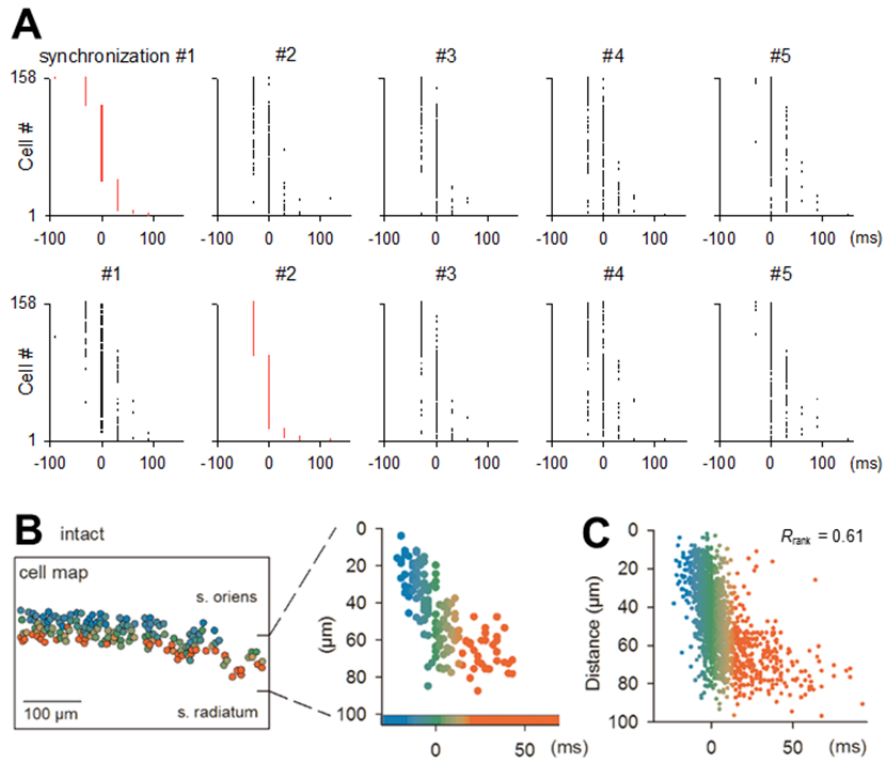 A
synchronization #1 #2 #3 #4 #5
158
Cell #
1
-100 0 100 -100 0 100 -100 0 100 -100 0 100 -100 0 100 (ms)
#1 #2 #3 #4 #5
158
Cell #
1
-100 0 100 -100 0 100 -100 0 100 -100 0 100 -100 0 100 (ms)
B intact
cell map
s. oriens
100 µm
s. radiatum
0
20
40
60
80
100
(µm)
0 50 (ms)
C
Rrank = 0.61
0
20
40
60
80
100
Distance (µm)
0 50 (ms)